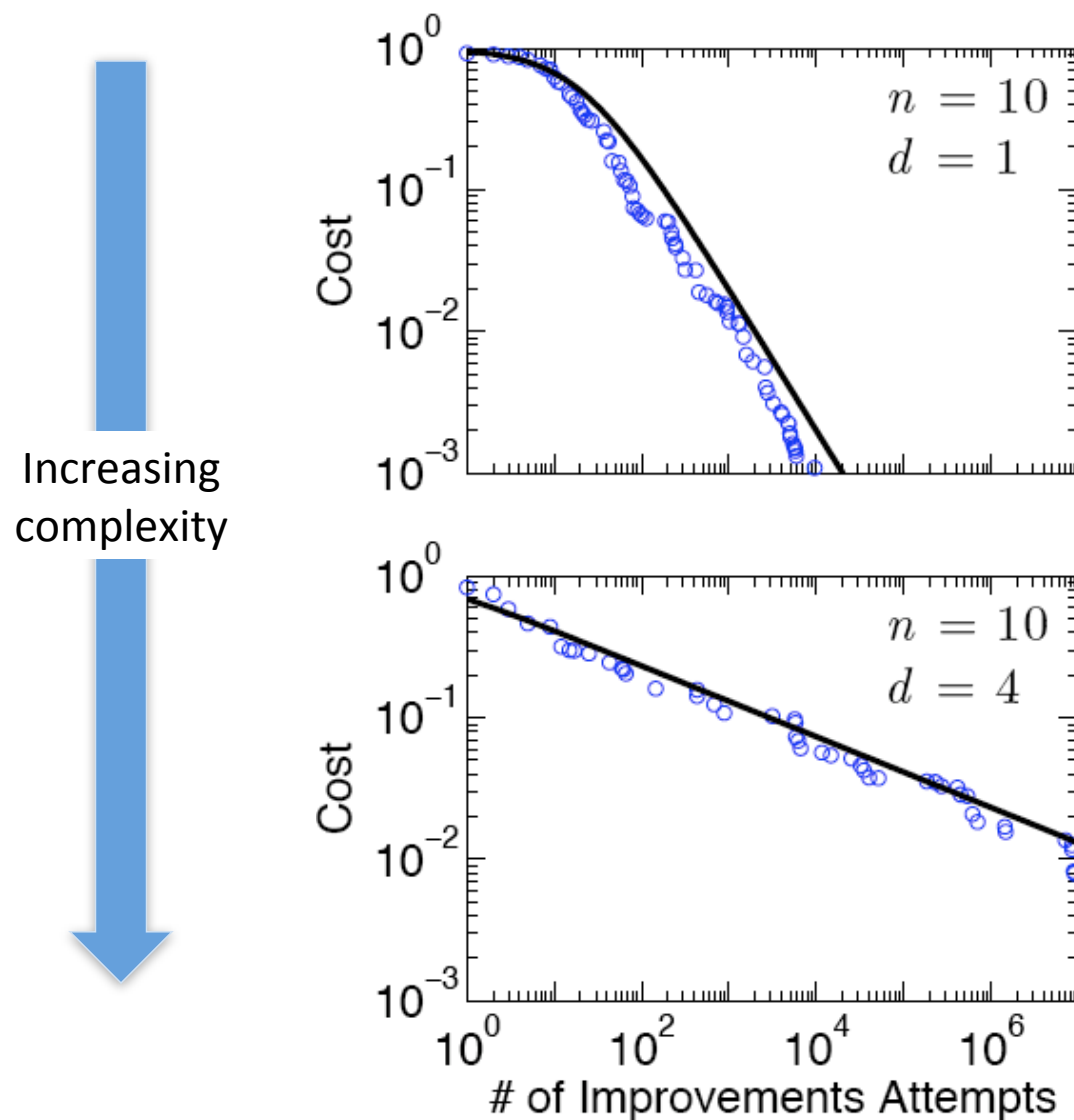 Increasing
complexity
10^0
10^-1
10^-2
10^-3
Cost
n = 10
d = 1
10^0
10^-1
10^-2
10^-3
Cost
n = 10
d = 4
10^0 10^2 10^4 10^6
# of Improvements Attempts